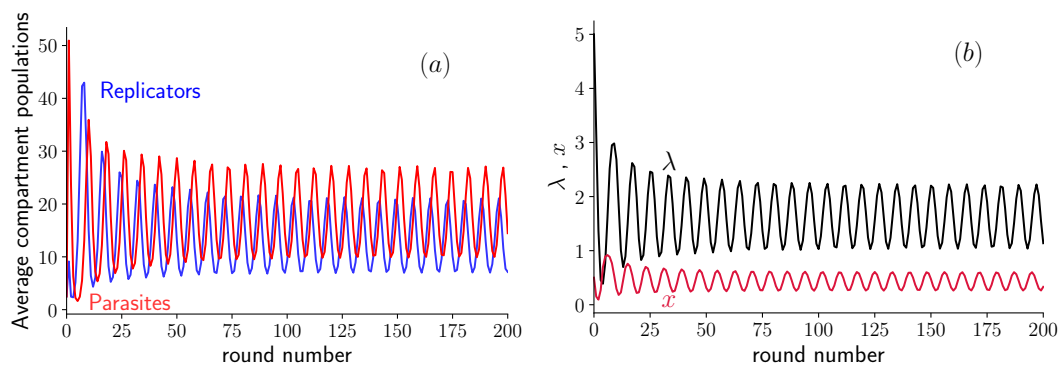 Average compartment populations
50
40
30
20
10
0
(a)
Replicators
Parasites
0 25 50 75 100 125 150 175 200
round number
λ , x
5
4
3
2
1
0
(b)
λ
x
0 25 50 75 100 125 150 175 200
round number